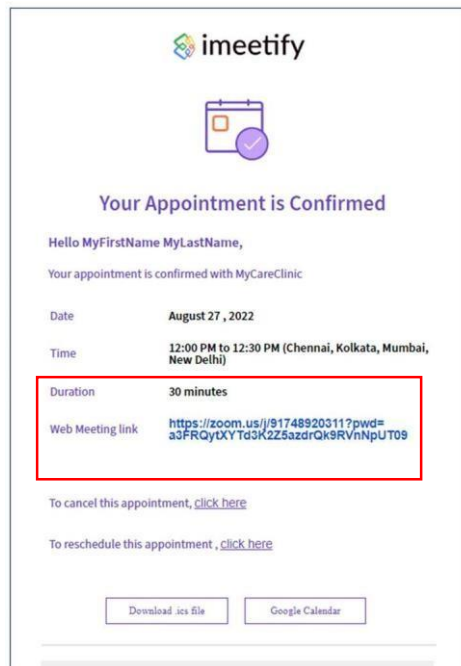 imeetify
Your Appointment is Confirmed
Hello MyFirstName MyLastName,
Your appointment is confirmed with MyCareClinic
Date August 27 , 2022
Time 12:00 PM to 12:30 PM (Chennai, Kolkata, Mumbai,
New Delhi)
Duration 30 minutes
Web Meeting link https://zoom.us/j/91748920311?pwd=
a3FRQytXYTd3K2Z5azdrQk9RVnNpUT09
To cancel this appointment, click here
To reschedule this appointment , click here
Download .ics file Google Calendar